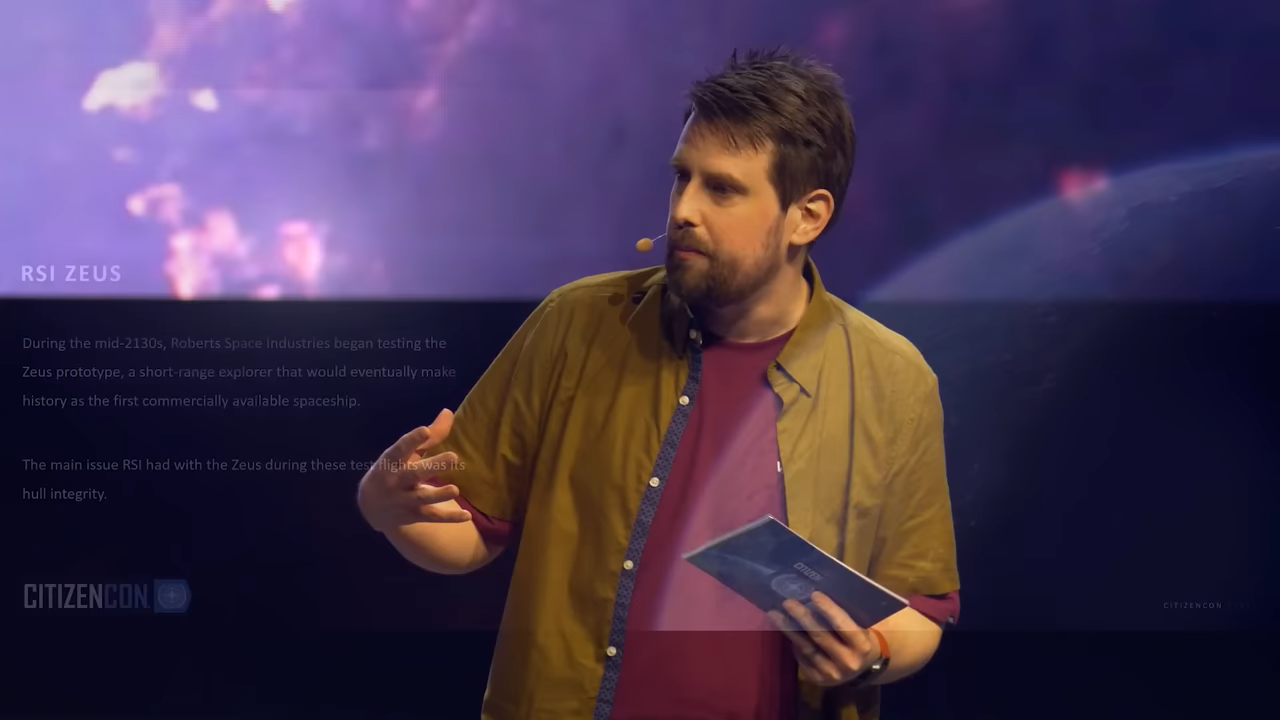 RSI ZEUS
During the mid-2130s, Roberts Space Industries began testing the
Zeus prototype, a short-range explorer that would eventually make
history as the first commercially available spaceship.
The main issue RSI had with the Zeus during these test flights was its
hull integrity.
CITIZENCON
CITIZEN
CITIZENCON